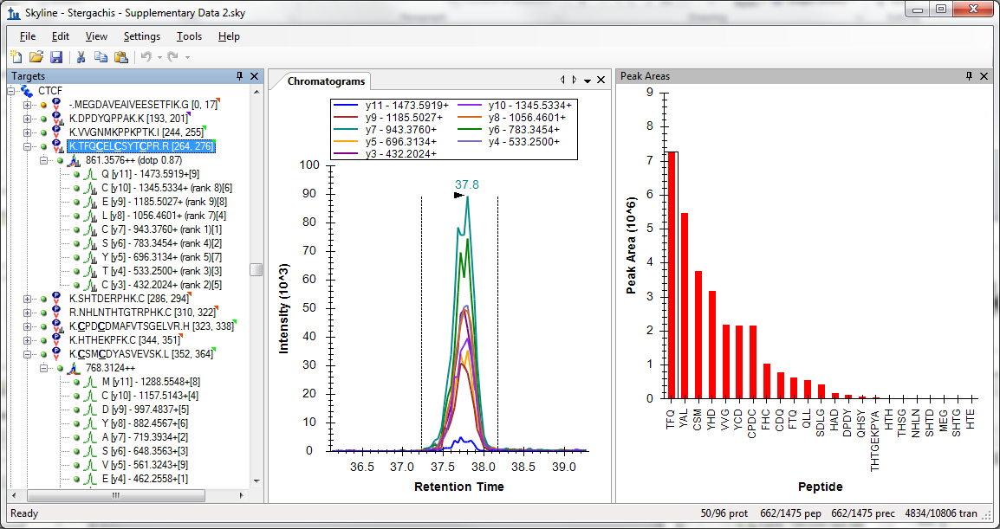 Skyline - Stergachis - Supplementary Data 2.sky
File Edit View Settings Tools Help
Targets
CTCF
-.MEGDAVEAIVEESETFIK.G [0, 17]
K.DPDYQPPAK.K [193, 201]
K.VVGNMKPPKPTK.I [244, 255]
K.TFQCELCSYTCPR.R [264, 276]
861.3576++ (dotp 0.87)
Q [y11] - 1473.5919+[9]
C [y10] - 1345.5334+ (rank 8)[6]
E [y9] - 1185.5027+ (rank 9)[8]
L [y8] - 1056.4601+ (rank 7)[4]
C [y7] - 943.3760+ (rank 1)[1]
S [y6] - 783.3454+ (rank 4)[2]
Y [y5] - 696.3134+ (rank 5)[7]
T [y4] - 533.2500+ (rank 3)[3]
C [y3] - 432.2024+ (rank 2)[5]
K.SHTDERPHK.C [286, 294]
R.NHLNTHTGTRPHK.C [310, 322]
K.CPDCDMAFVTSGELVR.H [323, 338]
K.HTHEKPFK.C [344, 351]
K.CSMCDYASVEVSK.L [352, 364]
768.3124++
M [y11] - 1288.5548+[8]
C [y10] - 1157.5143+[4]
D [y9] - 997.4837+[5]
Y [y8] - 882.4567+[6]
A [y7] - 719.3934+[2]
S [y6] - 648.3563+[3]
V [y5] - 561.3243+[9]
E [y4] - 462.2558+[1]
Chromatograms
y11 - 1473.5919+ y10 - 1345.5334+
y9 - 1185.5027+ y8 - 1056.4601+
y7 - 943.3760+ y6 - 783.3454+
y5 - 696.3134+ y4 - 533.2500+
y3 - 432.2024+
100
90
80
70
60
50
40
30
20
10
0
Intensity (10^3)
37.8
36.5 37.0 37.5 38.0 38.5 39.0
Retention Time
Peak Areas
9
8
7
6
5
4
3
2
1
0
Peak Area (10^6)
TFQ YAL CSM YHD VVG YCD CPDC FHC CDQ FTQ QLL SDLG HAD DPDY QHSY THTGEKPYA HTH THSG NHLN SHTD MEG SHTG HTE
Peptide
Ready
50/96 prot 662/1475 pep 662/1475 prec 4834/10806 tran